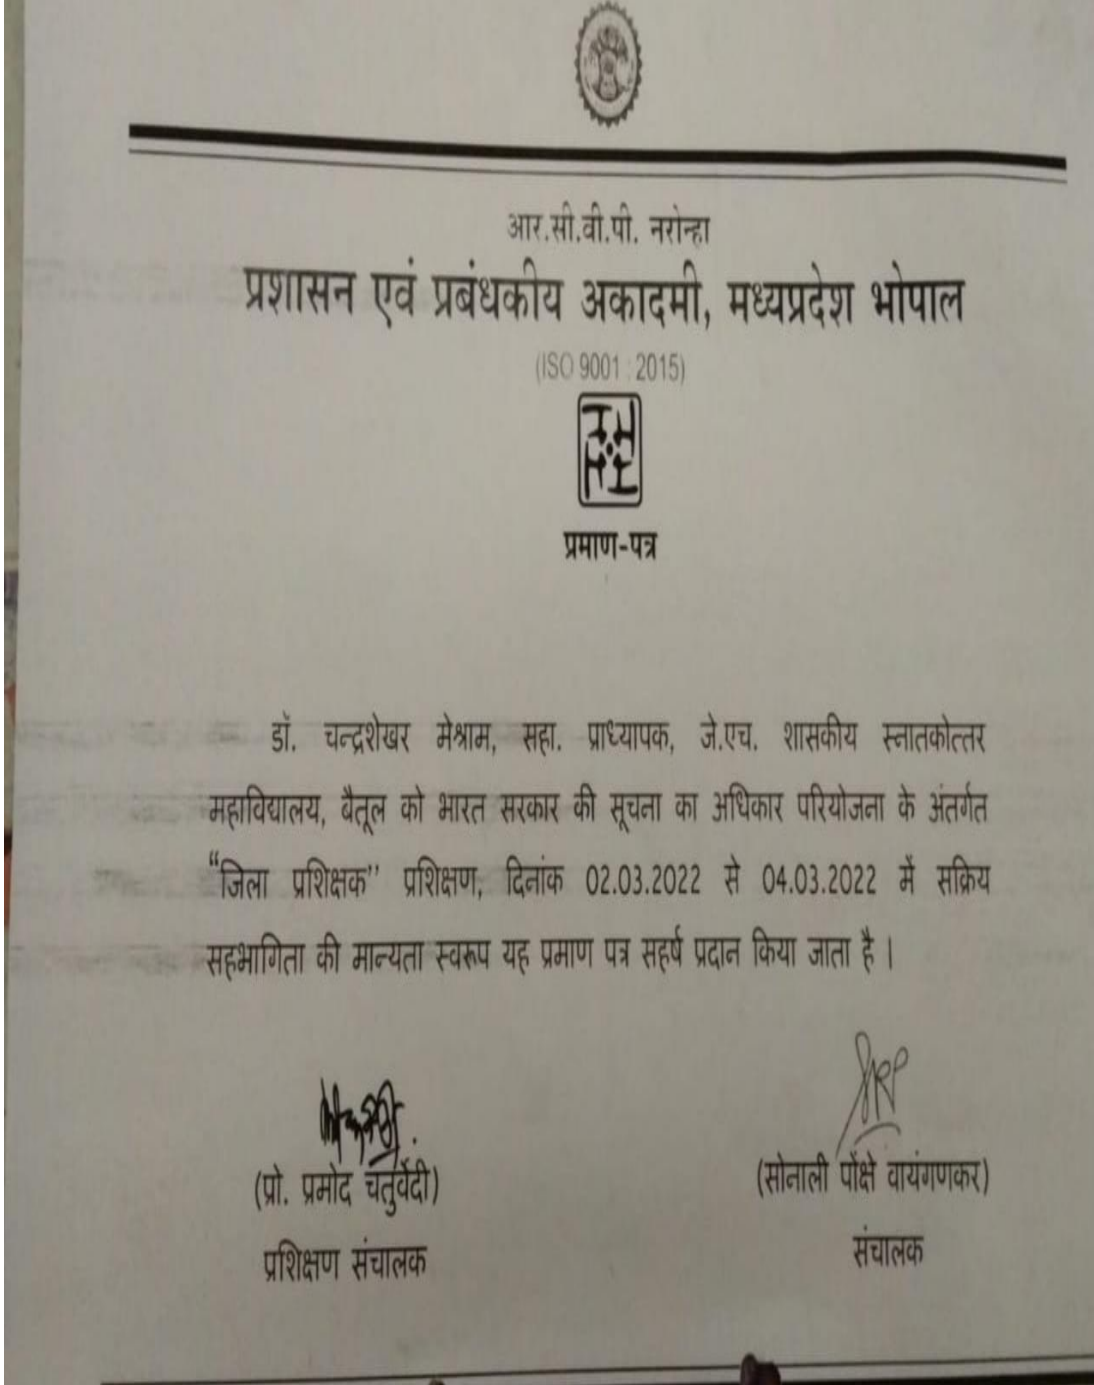 आर.सी.वी.पी. नरोन्हा
प्रशासन एवं प्रबंधकीय अकादमी, मध्यप्रदेश भोपाल
(ISO 9001 : 2015)
प्रमाण-पत्र
डॉ. चन्द्रशेखर मेश्राम, सहा. प्राध्यापक, जे.एच. शासकीय स्नातकोत्तर
महाविद्यालय, बैतूल को भारत सरकार की सूचना का अधिकार परियोजना के अंतर्गत
“जिला प्रशिक्षक’’ प्रशिक्षण, दिनांक 02.03.2022 से 04.03.2022 में सक्रिय
सहभागिता की मान्यता स्वरूप यह प्रमाण पत्र सहर्ष प्रदान किया जाता है ।
(प्रो. प्रमोद चतुर्वेदी)
प्रशिक्षण संचालक
(सोनाली पोंक्षे वायंगणकर)
संचालक